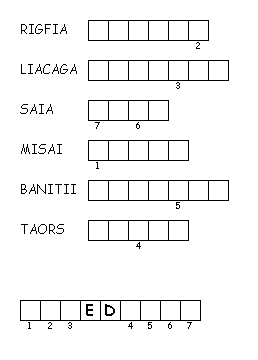 RIGFIA
2
LIACAGA
3
SAIA
7 6
MISAI
1
BANITII
5
TAORS
4
E D
1 2 3 4 5 6 7